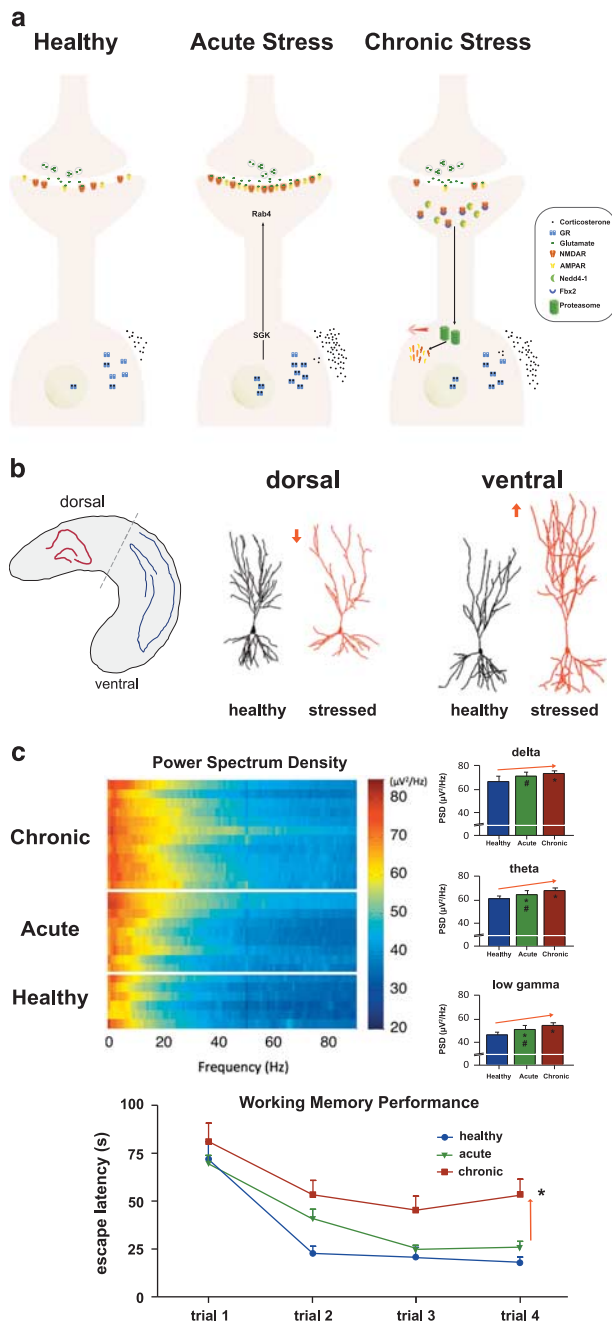 a
Healthy Acute Stress Chronic Stress
Rab4
SGK
Corticosterone
GR
Glutamate
NMDAR
AMPAR
Nedd4-1
Fbx2
Proteasome
b
dorsal
ventral
dorsal
healthy stressed
ventral
healthy stressed
c
Power Spectrum Density
(µV²/Hz)
Chronic
Acute
Healthy
80
70
60
50
40
30
20
0 20 40 60 80
Frequency (Hz)
delta
PSD (µV²/Hz)
80
60
40
0
# *
Healthy Acute Chronic
theta
PSD (µV²/Hz)
80
60
40
0
* *
#
Healthy Acute Chronic
low gamma
PSD (µV²/Hz)
80
60
40
0
* *
#
Healthy Acute Chronic
Working Memory Performance
escape latency (s)
100
75
50
25
0
healthy
acute
chronic
*
trial 1 trial 2 trial 3 trial 4